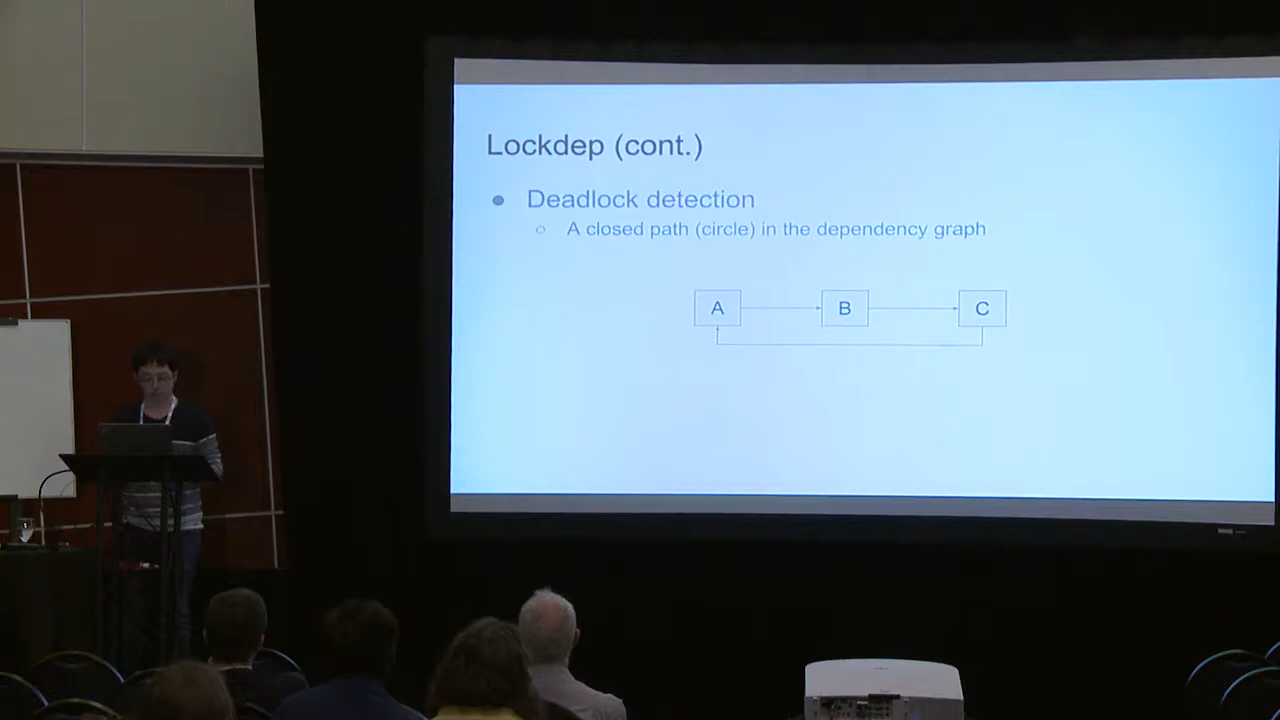 Lockdep (cont.)
Deadlock detection
A closed path (circle) in the dependency graph
A B C